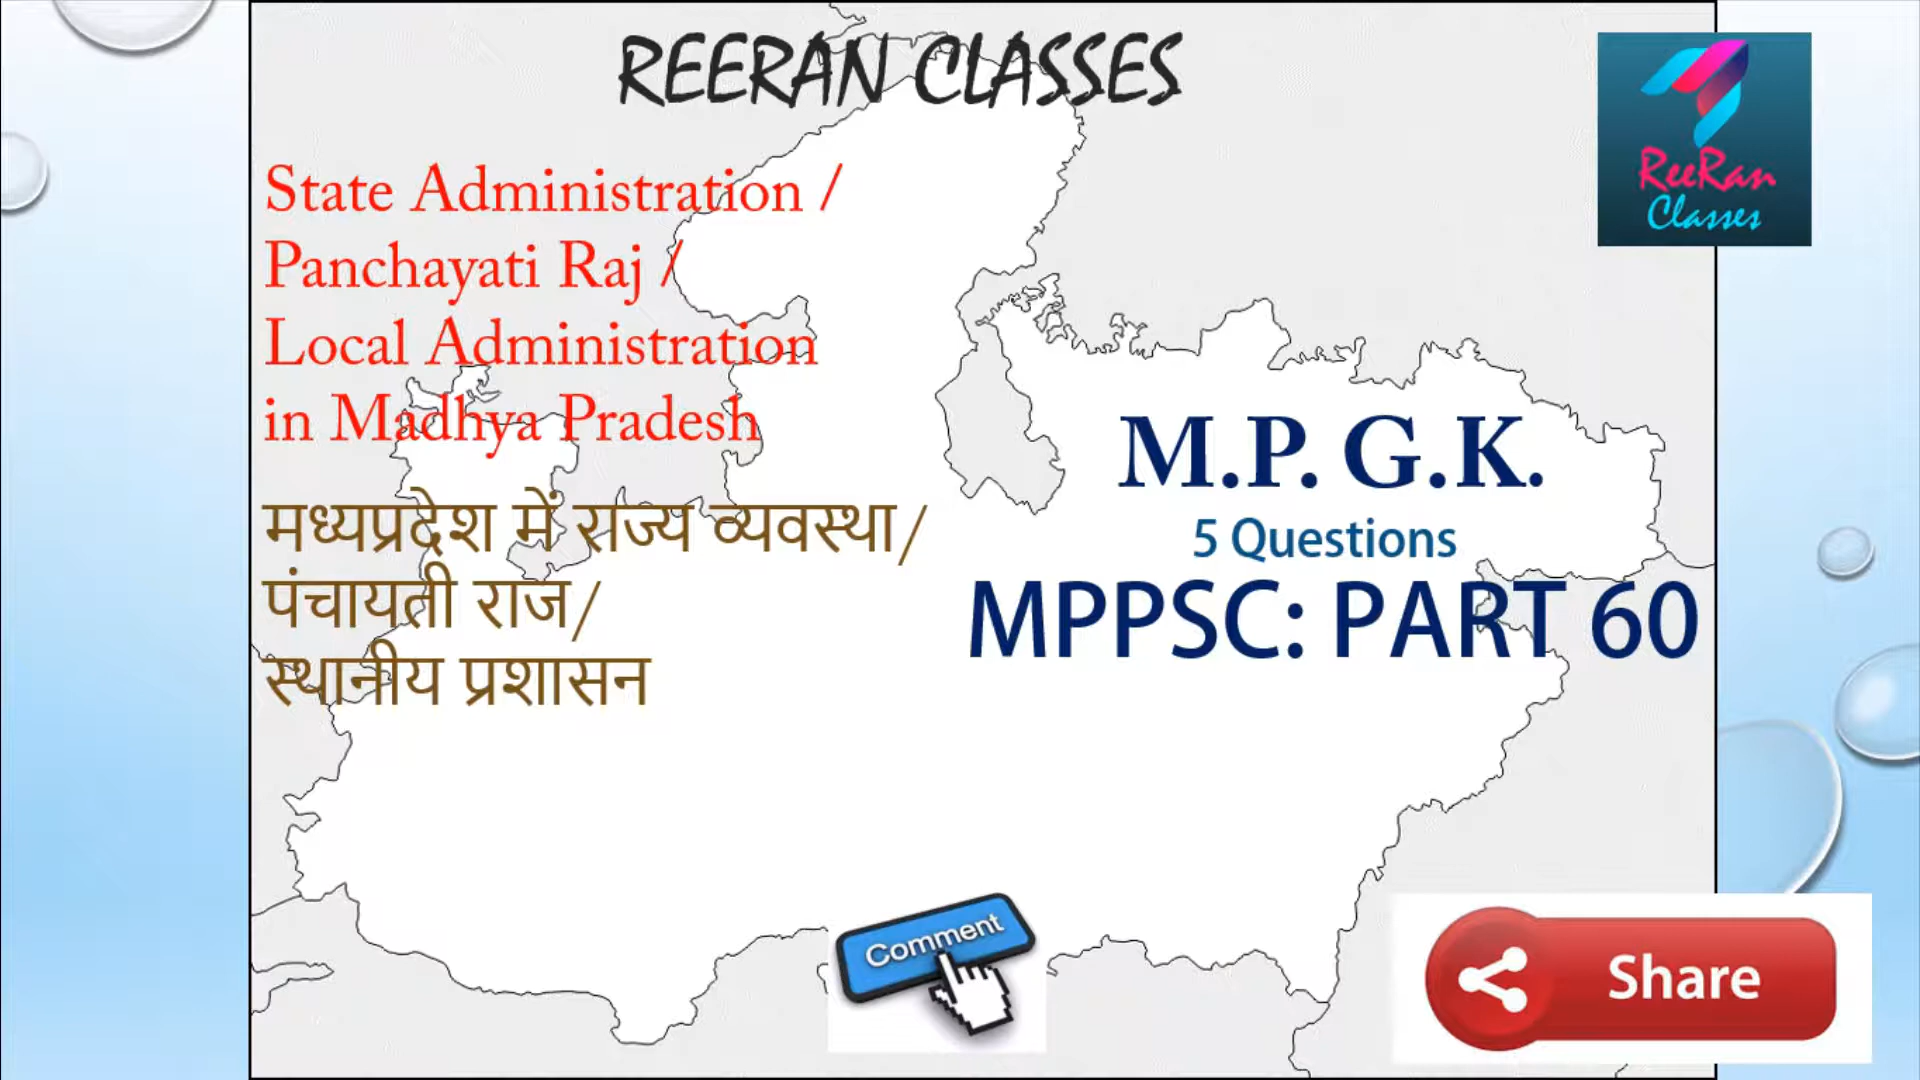 REERAN CLASSES
State Administration /
Panchayati Raj /
Local Administration
in Madhya Pradesh
मध्यप्रदेश में राज्य व्यवस्था/
पंचायती राज/
स्थानीय प्रशासन
M.P. G.K.
5 Questions
MPPSC: PART 60
ReeRan
Classes
Comment
Share